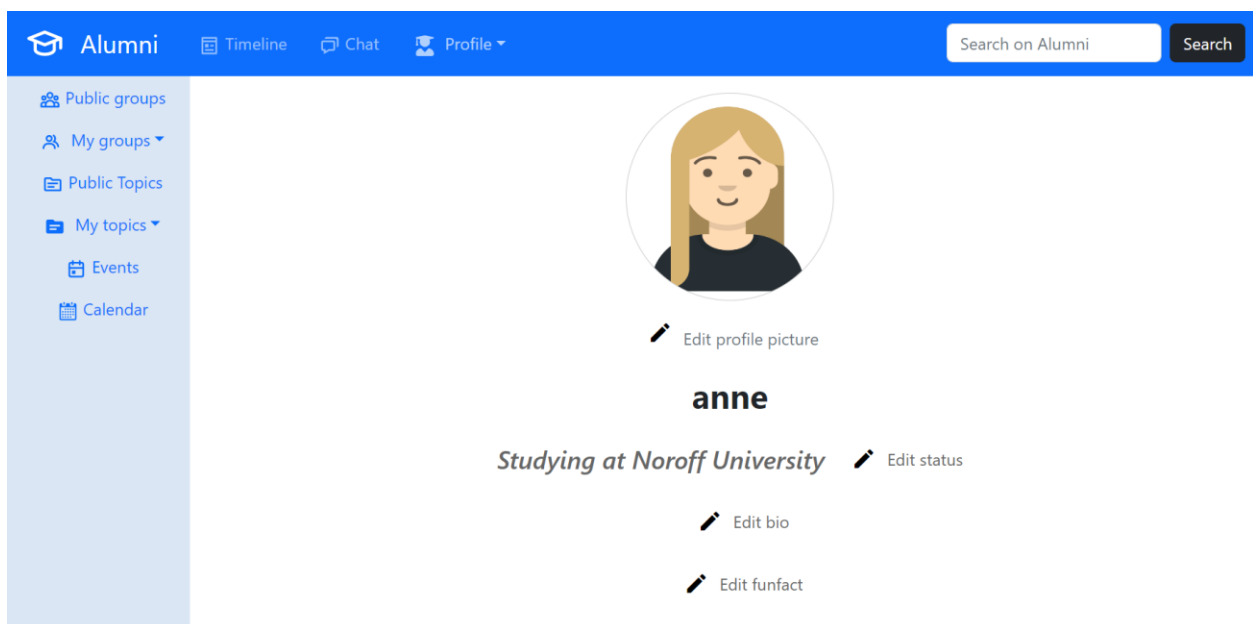 Alumni Timeline Chat Profile Search on Alumni Search
Public groups
My groups
Public Topics
My topics
Events
Calendar
Edit profile picture
anne
Studying at Noroff University Edit status
Edit bio
Edit funfact